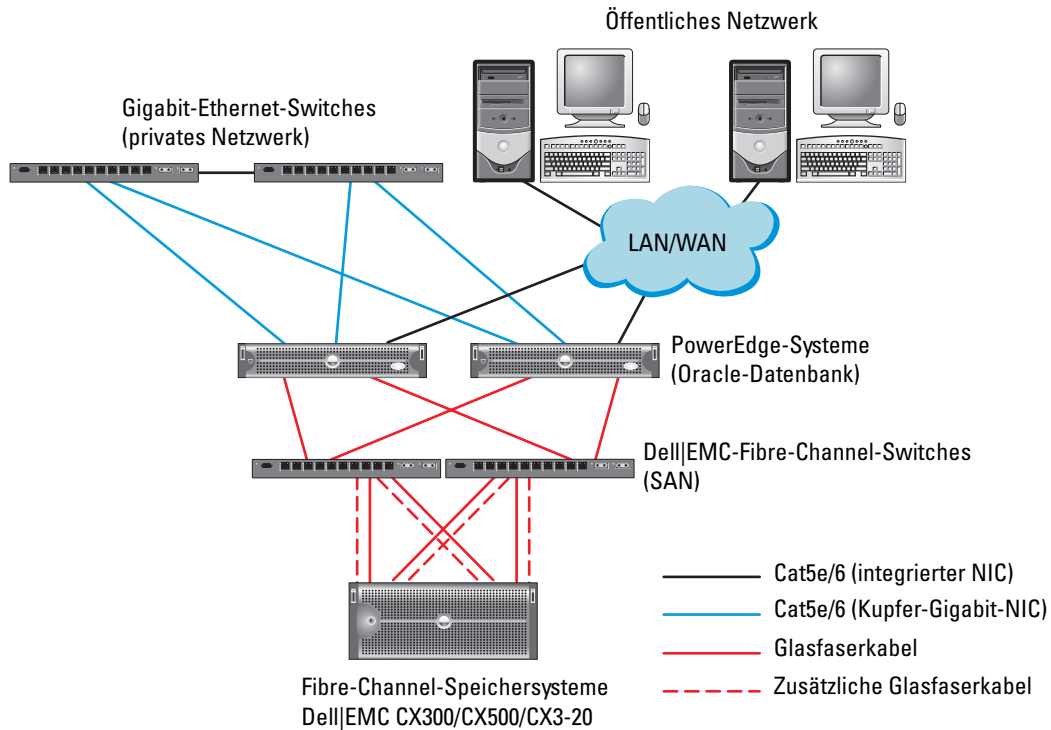 Öffentliches Netzwerk
Gigabit-Ethernet-Switches
(privates Netzwerk)
LAN/WAN
PowerEdge-Systeme
(Oracle-Datenbank)
Dell|EMC-Fibre-Channel-Switches
(SAN)
Cat5e/6 (integrierter NIC)
Cat5e/6 (Kupfer-Gigabit-NIC)
Glasfaserkabel
Zusätzliche Glasfaserkabel
Fibre-Channel-Speichersysteme
Dell|EMC CX300/CX500/CX3-20